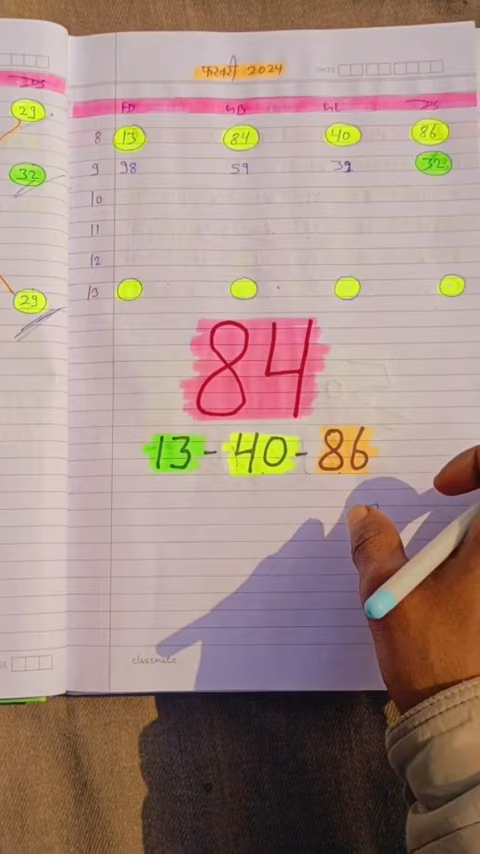 29
32
29
फरवरी 2024
DATE
FD GB GL DS
8 13 84 40 86
9 98 59 39 32
10
11
12
13
84
13-40-86
classmate